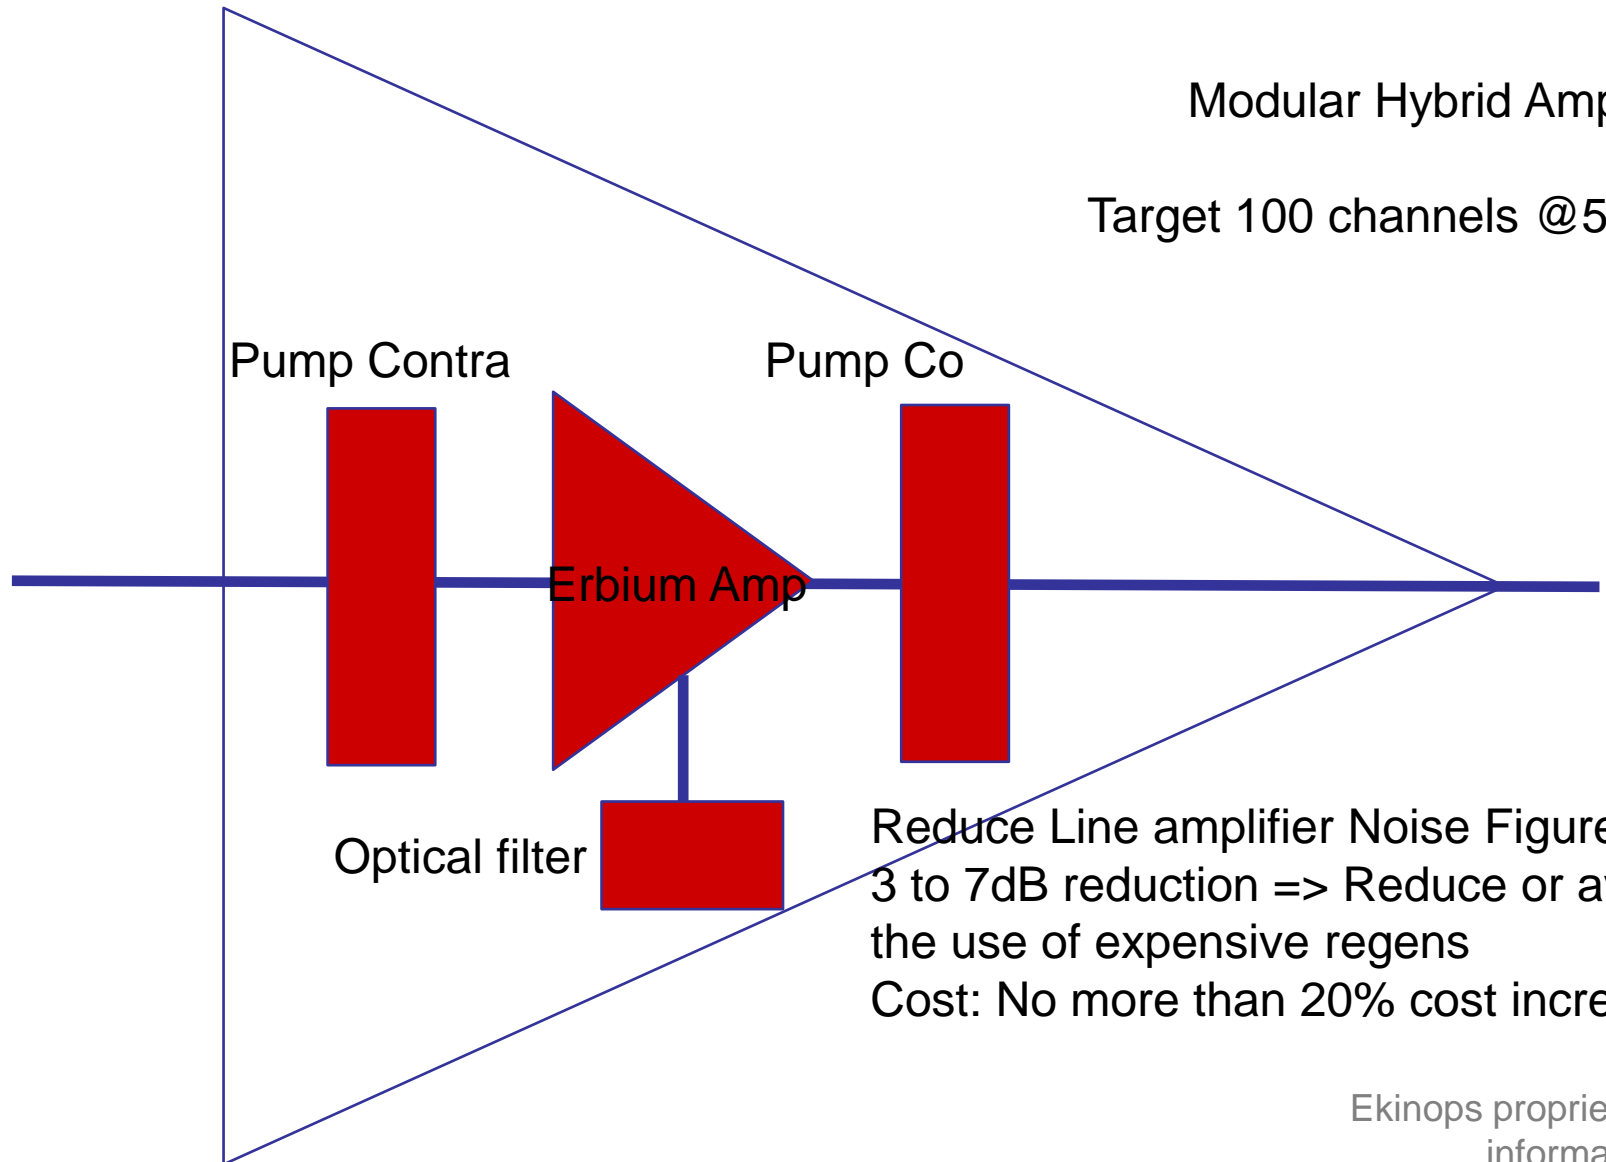 Modular Hybrid Amp
Target 100 channels @5
Pump Contra
Pump Co
Erbium Amp
Optical filter
Reduce Line amplifier Noise Figure
3 to 7dB reduction => Reduce or av
the use of expensive regens
Cost: No more than 20% cost incre
Ekinops proprie
informa